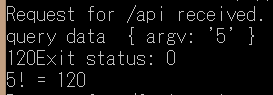 Request for /api received.
query data  { argv: '5' }
120Exit status: 0
5! = 120